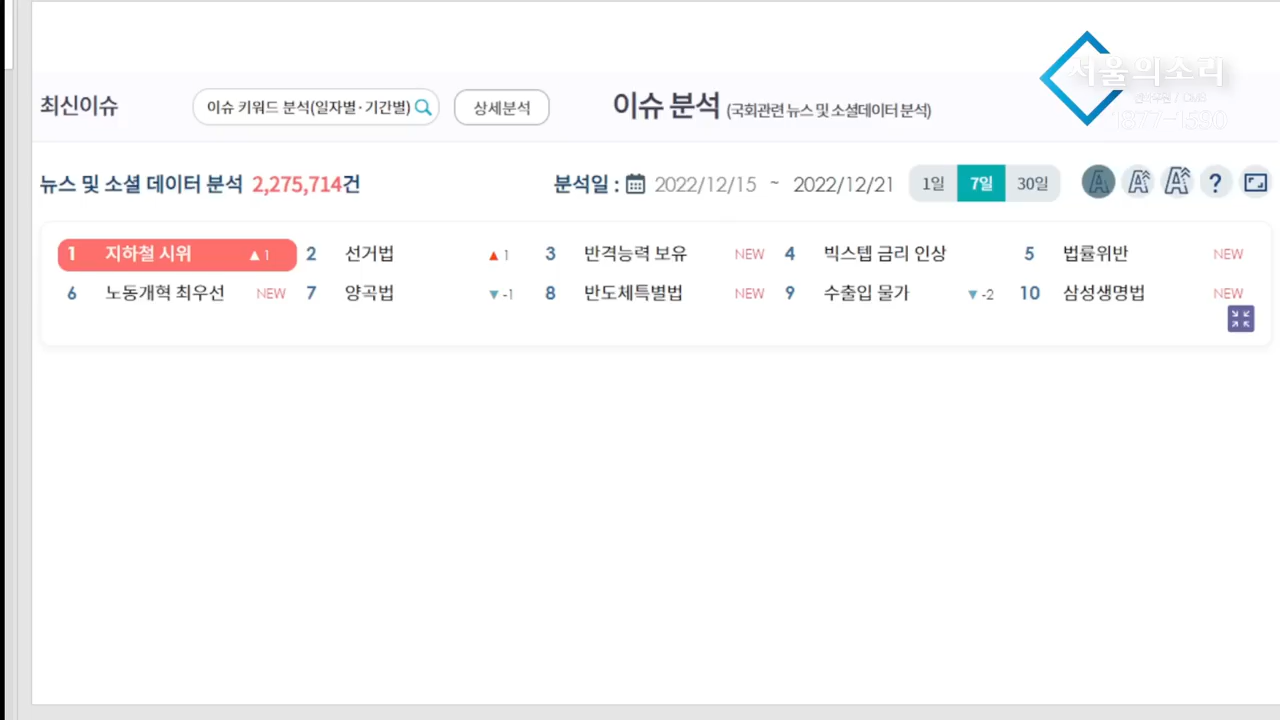 서울의소리
1877-1580
최신이슈 이슈 키워드 분석(일자별·기간별) 상세분석 이슈 분석 (국회관련 뉴스 및 소셜데이터 분석)
뉴스 및 소셜 데이터 분석 2,275,714건 분석일 : 2022/12/15 ~ 2022/12/21 1일 7일 30일 A A A ?
1 지하철 시위 ▲ 1 2 선거법 ▲ 1 3 반격능력 보유 NEW 4 빅스텝 금리 인상 5 법률위반 NEW
6 노동개혁 최우선 NEW 7 양곡법 ▼ -1 8 반도체특별법 NEW 9 수출입 물가 ▼ -2 10 삼성생명법 NEW